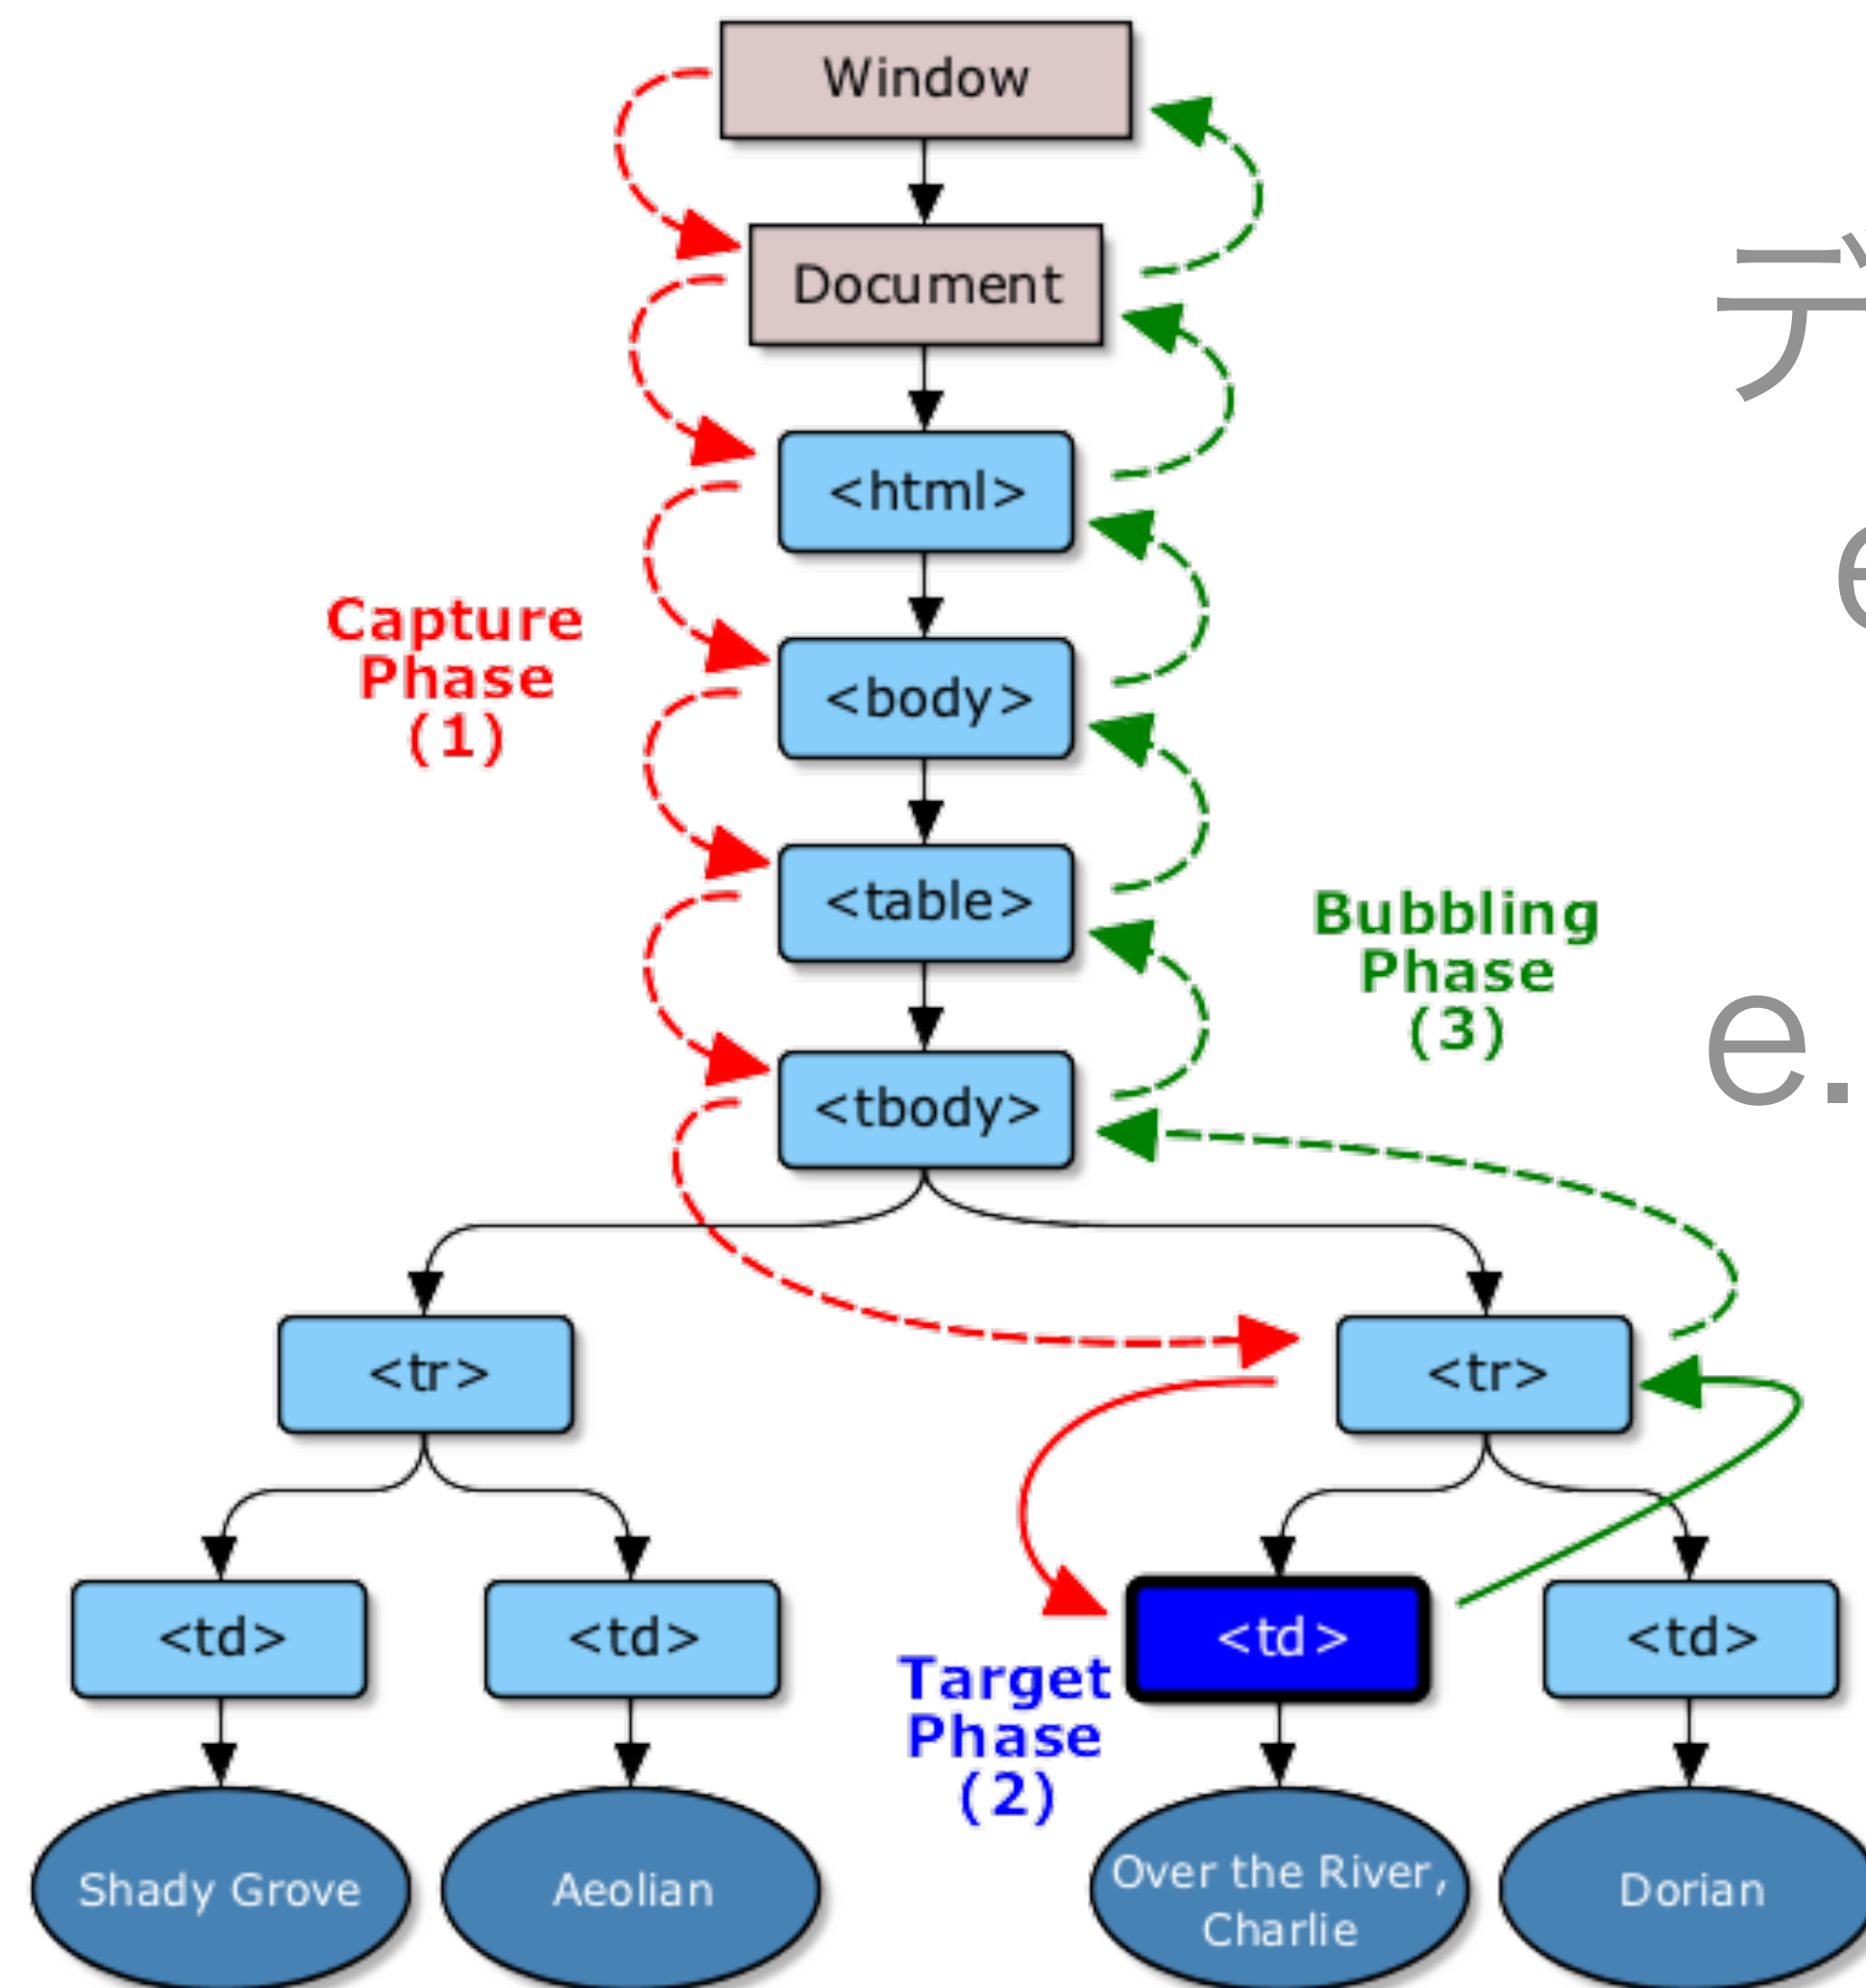 Window
Document
<html>
Capture
Phase
(1)
<body>
<table>
Bubbling
Phase
(3)
<tbody>
<tr>
<tr>
<td>
<td>
<td>
<td>
Target
Phase
(2)
Shady Grove
Aeolian
Over the River,
Charlie
Dorian
デ
e
e.